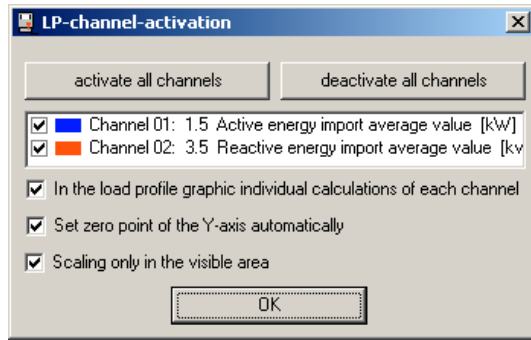 LP-channel-activation
activate all channels deactivate all channels
Channel 01: 1.5 Active energy import average value [kW]
Channel 02: 3.5 Reactive energy import average value [kv
In the load profile graphic individual calculations of each channel
Set zero point of the Y-axis automatically
Scaling only in the visible area
OK